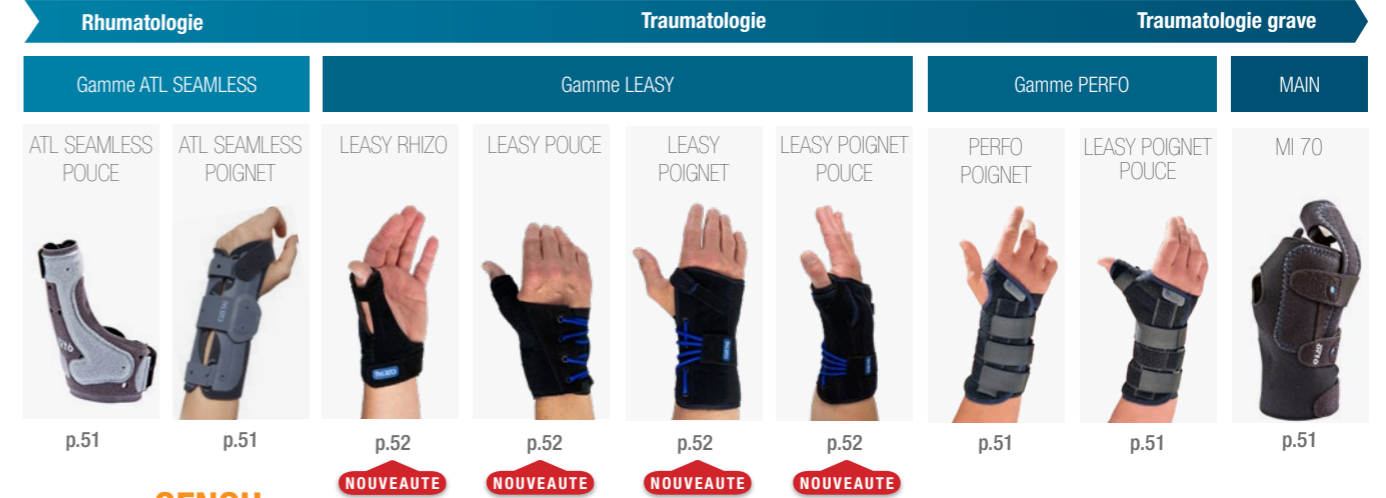 Rhumatologie
Traumatologie
Traumatologie grave
Gamme ATL SEAMLESS
Gamme LEASY
Gamme PERFO
MAIN
ATL SEAMLESS
POUCE
ATL SEAMLESS
POIGNET
LEASY RHIZO
LEASY POUCE
LEASY
POIGNET
LEASY POIGNET
POUCE
PERFO
POIGNET
LEASY POIGNET
POUCE
MI 70
p.51
p.51
p.52
p.52
p.52
p.52
p.51
p.51
p.51
NOUVEAUTE
NOUVEAUTE
NOUVEAUTE
NOUVEAUTE